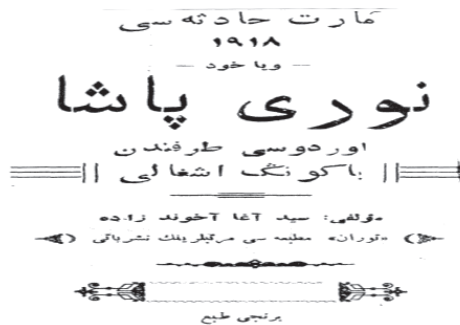 مارت حادثه سی
۱۹۱۸
— ویا خود —
نوری پاشا
اوردوسی طرفندن
باکونک اشغالی
مؤلفی: سید آغا آخوند زاده
«توران» مطبعه سی مرتبلرینك نشریاتی
برنجی طبع